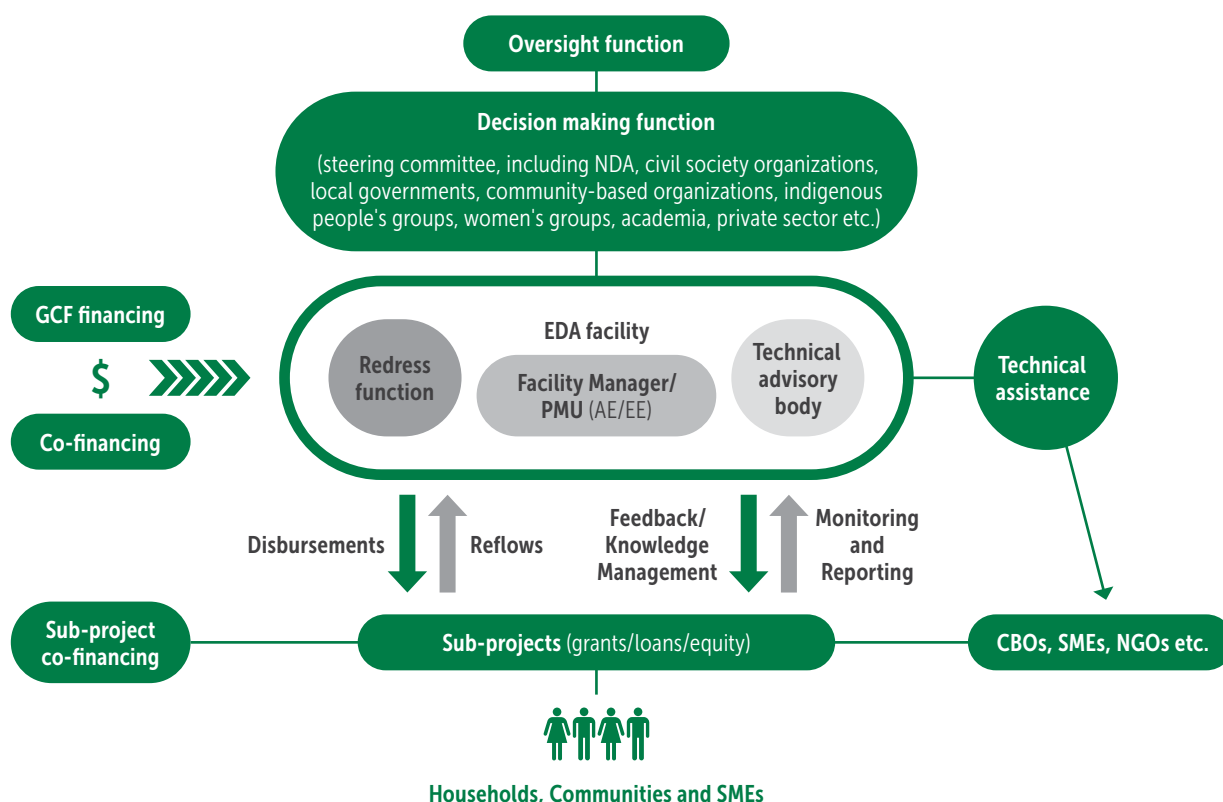 Oversight function
Decision making function
(steering committee, including NDA, civil society organizations,
local governments, community-based organizations, indigenous
people's groups, women's groups, academia, private sector etc.)
GCF financing
$
Co-financing
EDA facility
Redress
function
Facility Manager/
PMU (AE/EE)
Technical
advisory
body
Technical
assistance
Disbursements
Reflows
Feedback/
Knowledge
Management
Monitoring
and
Reporting
Sub-project
co-financing
Sub-projects (grants/loans/equity)
CBOs, SMEs, NGOs etc.
Households, Communities and SMEs